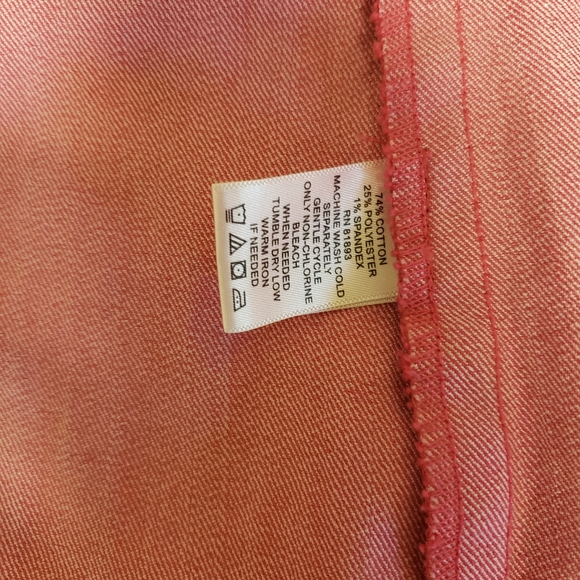 74% COTTON
25% POLYESTER
1% SPANDEX
RN 81893
MACHINE WASH COLD
SEPARATELY
GENTLE CYCLE
ONLY NON-CHLORINE
BLEACH
WHEN NEEDED
TUMBLE DRY LOW
WARM IRON
IF NEEDED